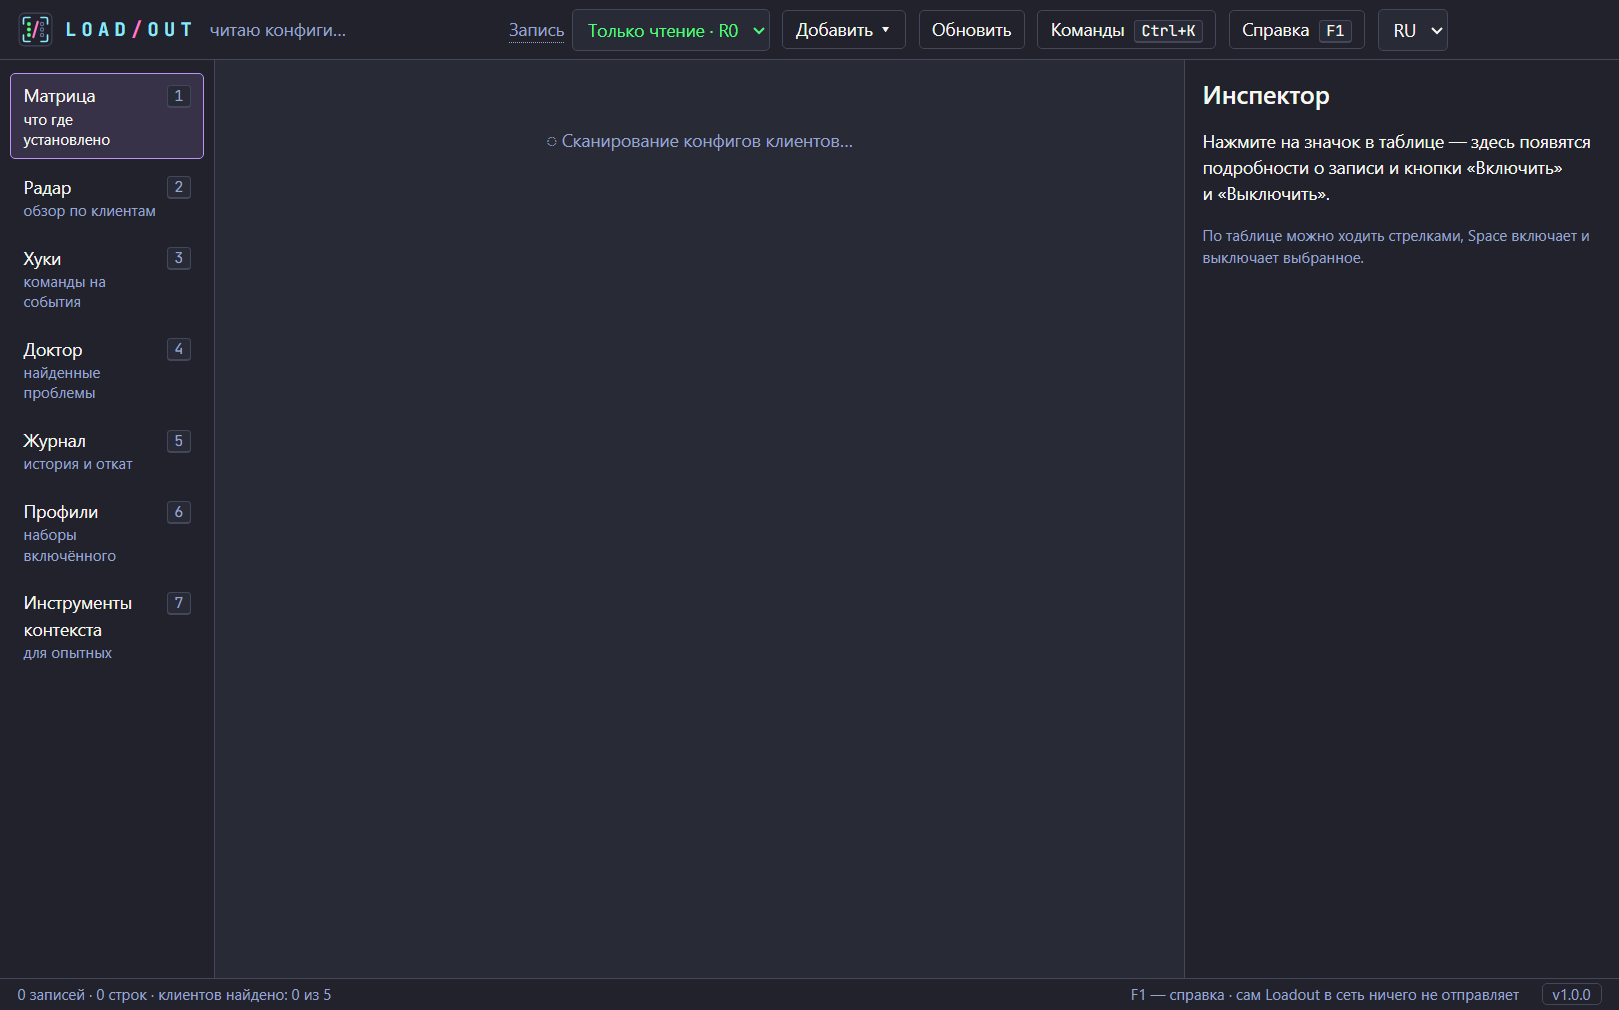 LOAD/OUT читаю конфиги... Запись Только чтение · R0 Добавить ▾ Обновить Команды Ctrl+K Справка F1 RU
Матрица 1
что где
установлено
Радар 2
обзор по клиентам
Хуки 3
команды на
события
Доктор 4
найденные
проблемы
Журнал 5
история и откат
Профили 6
наборы
включённого
Инструменты 7
контекста
для опытных
◌ Сканирование конфигов клиентов...
Инспектор
Нажмите на значок в таблице — здесь появятся
подробности о записи и кнопки «Включить»
и «Выключить».
По таблице можно ходить стрелками, Space включает и
выключает выбранное.
0 записей · 0 строк · клиентов найдено: 0 из 5
F1 — справка · сам Loadout в сеть ничего не отправляет v1.0.0